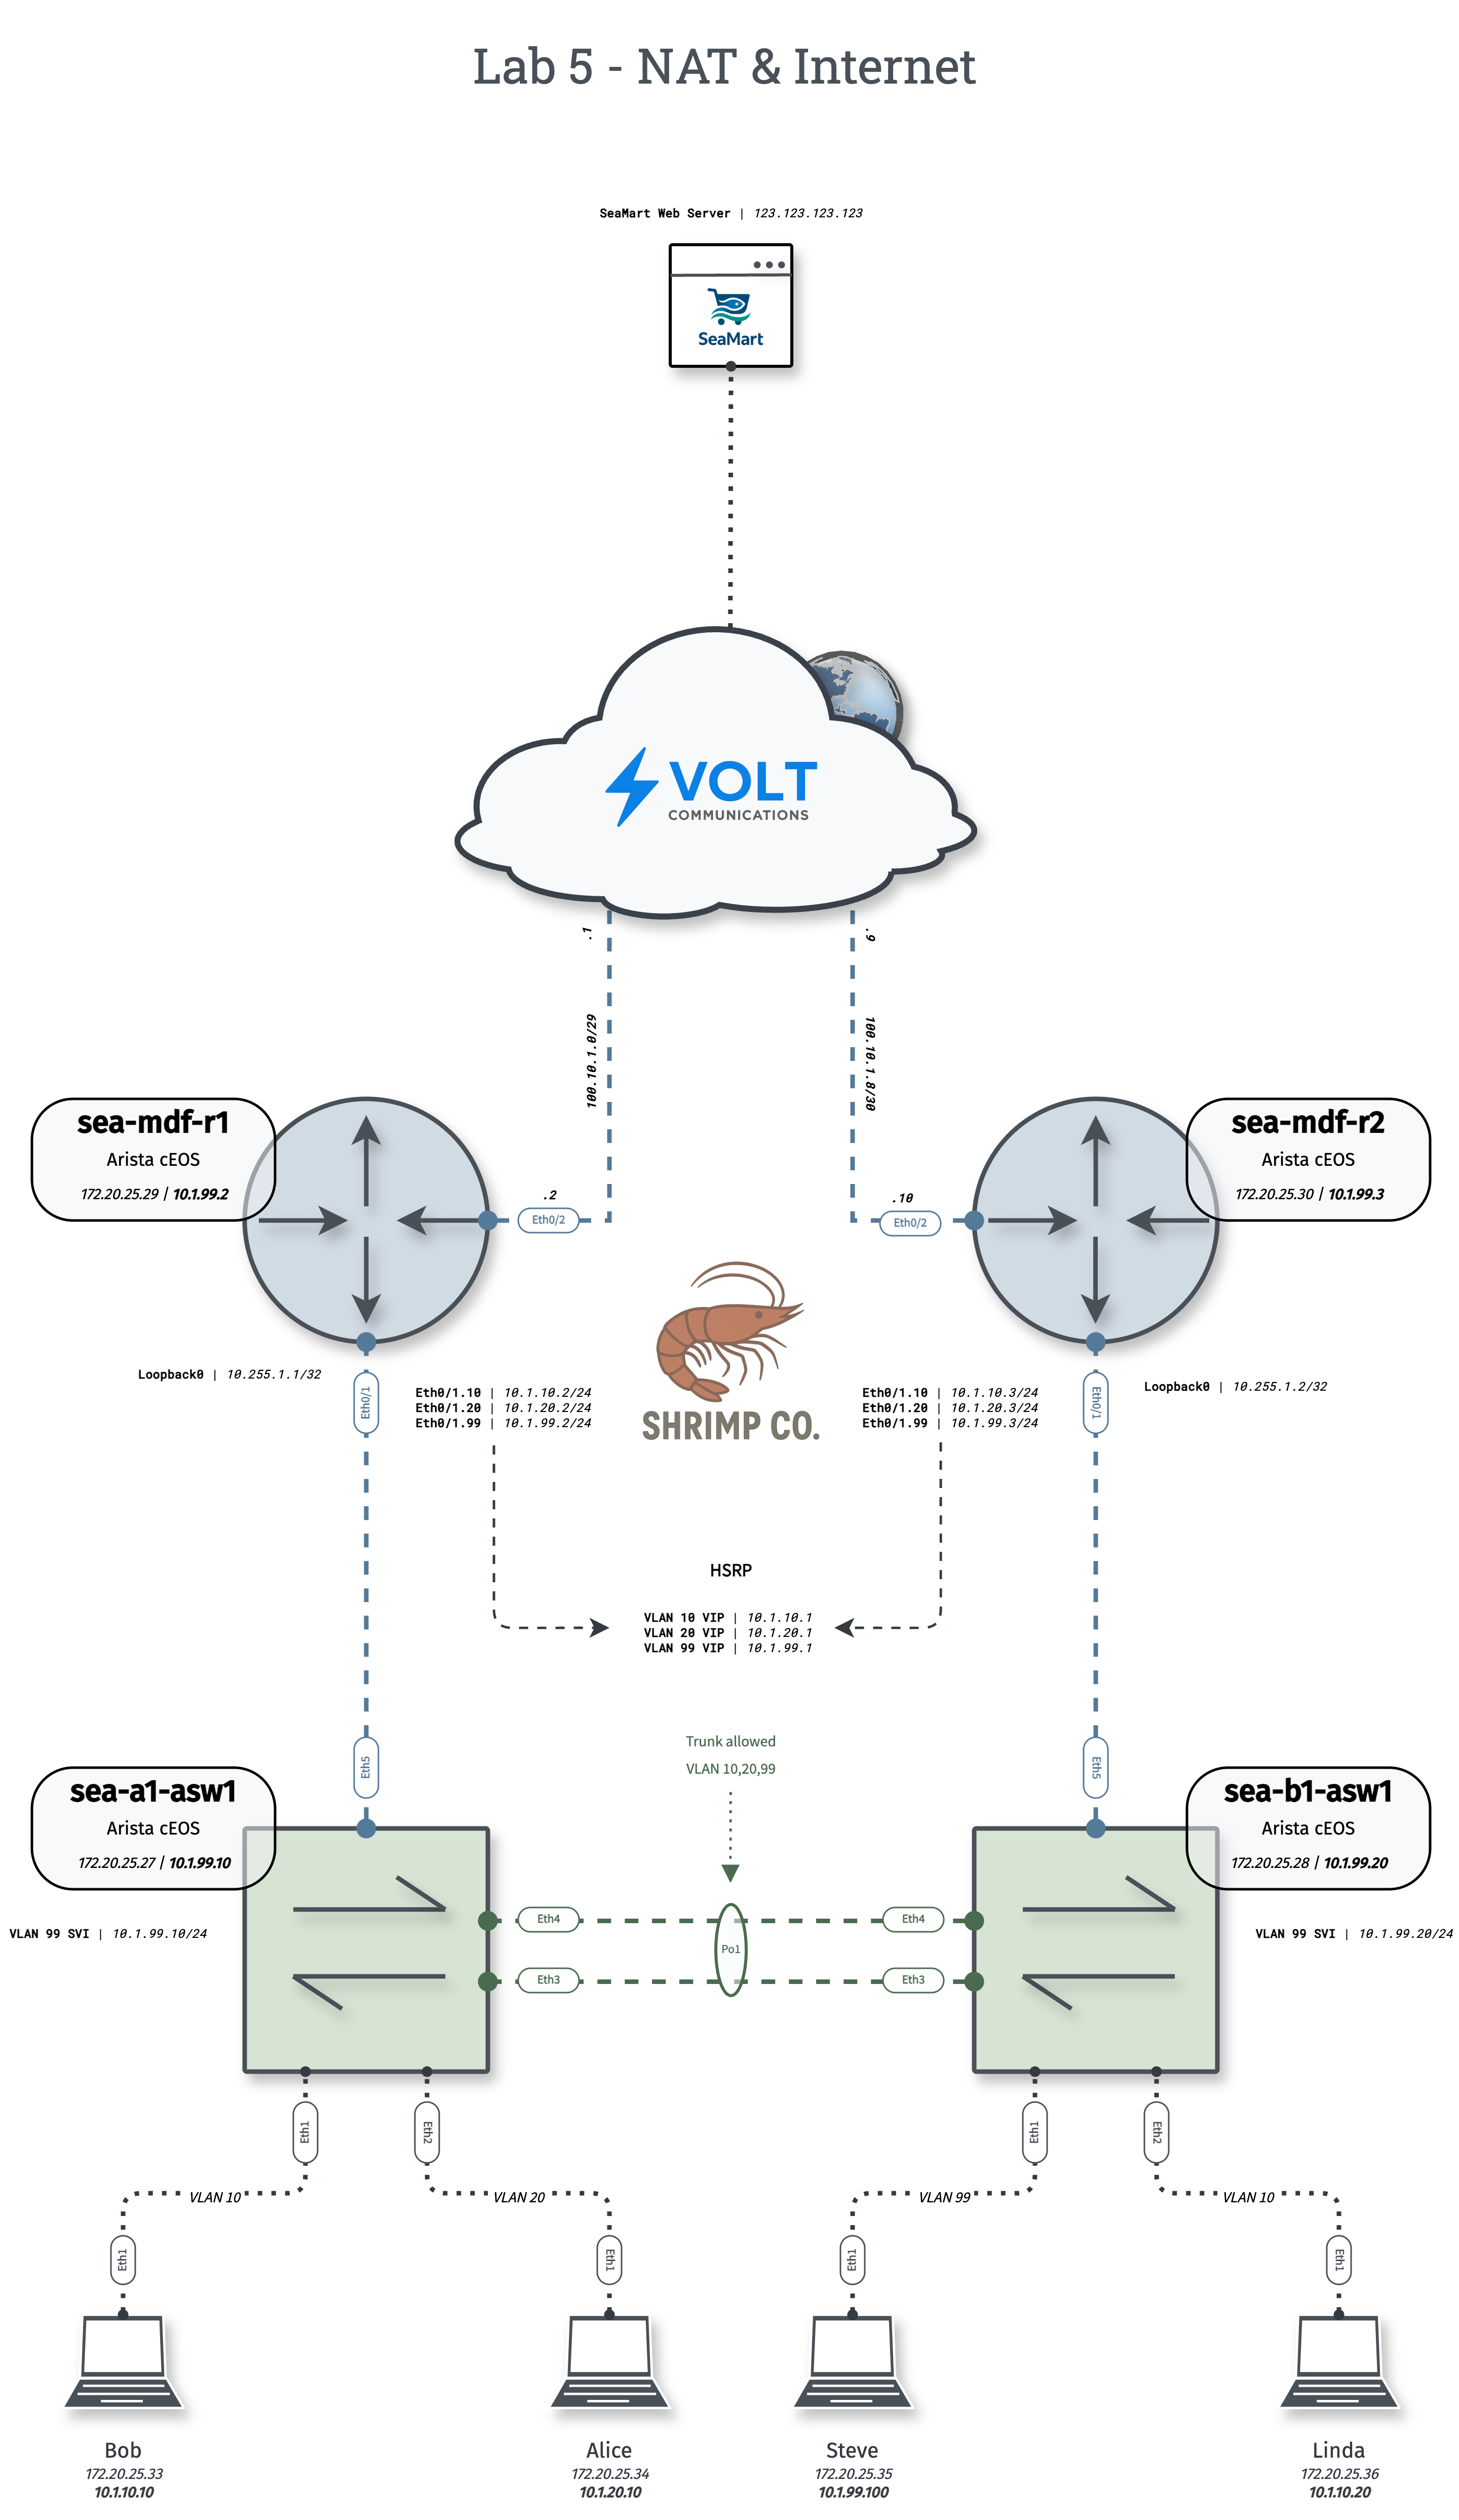 Lab 5 - NAT & Internet
SeaMart Web Server | 123.123.123.123
SeaMart
VOLT
COMMUNICATIONS
.1
.9
100.10.1.0/29
100.10.1.8/30
sea-mdf-r1
Arista cEOS
172.20.25.29 | 10.1.99.2
.2
Eth0/2
sea-mdf-r2
Arista cEOS
172.20.25.30 | 10.1.99.3
.10
Eth0/2
Loopback0 | 10.255.1.1/32
Eth0/1
Eth0/1.10 | 10.1.10.2/24
Eth0/1.20 | 10.1.20.2/24
Eth0/1.99 | 10.1.99.2/24
SHRIMP CO.
Eth0/1.10 | 10.1.10.3/24
Eth0/1.20 | 10.1.20.3/24
Eth0/1.99 | 10.1.99.3/24
Eth0/1
Loopback0 | 10.255.1.2/32
HSRP
VLAN 10 VIP | 10.1.10.1
VLAN 20 VIP | 10.1.20.1
VLAN 99 VIP | 10.1.99.1
Trunk allowed
VLAN 10,20,99
Eth5
Eth5
sea-a1-asw1
Arista cEOS
172.20.25.27 | 10.1.99.10
sea-b1-asw1
Arista cEOS
172.20.25.28 | 10.1.99.20
VLAN 99 SVI | 10.1.99.10/24
VLAN 99 SVI | 10.1.99.20/24
Eth4
Eth4
Po1
Eth3
Eth3
Eth1
Eth2
Eth1
Eth2
VLAN 10
VLAN 20
VLAN 99
VLAN 10
Eth1
Eth1
Eth1
Eth1
Bob
172.20.25.33
10.1.10.10
Alice
172.20.25.34
10.1.20.10
Steve
172.20.25.35
10.1.99.100
Linda
172.20.25.36
10.1.10.20